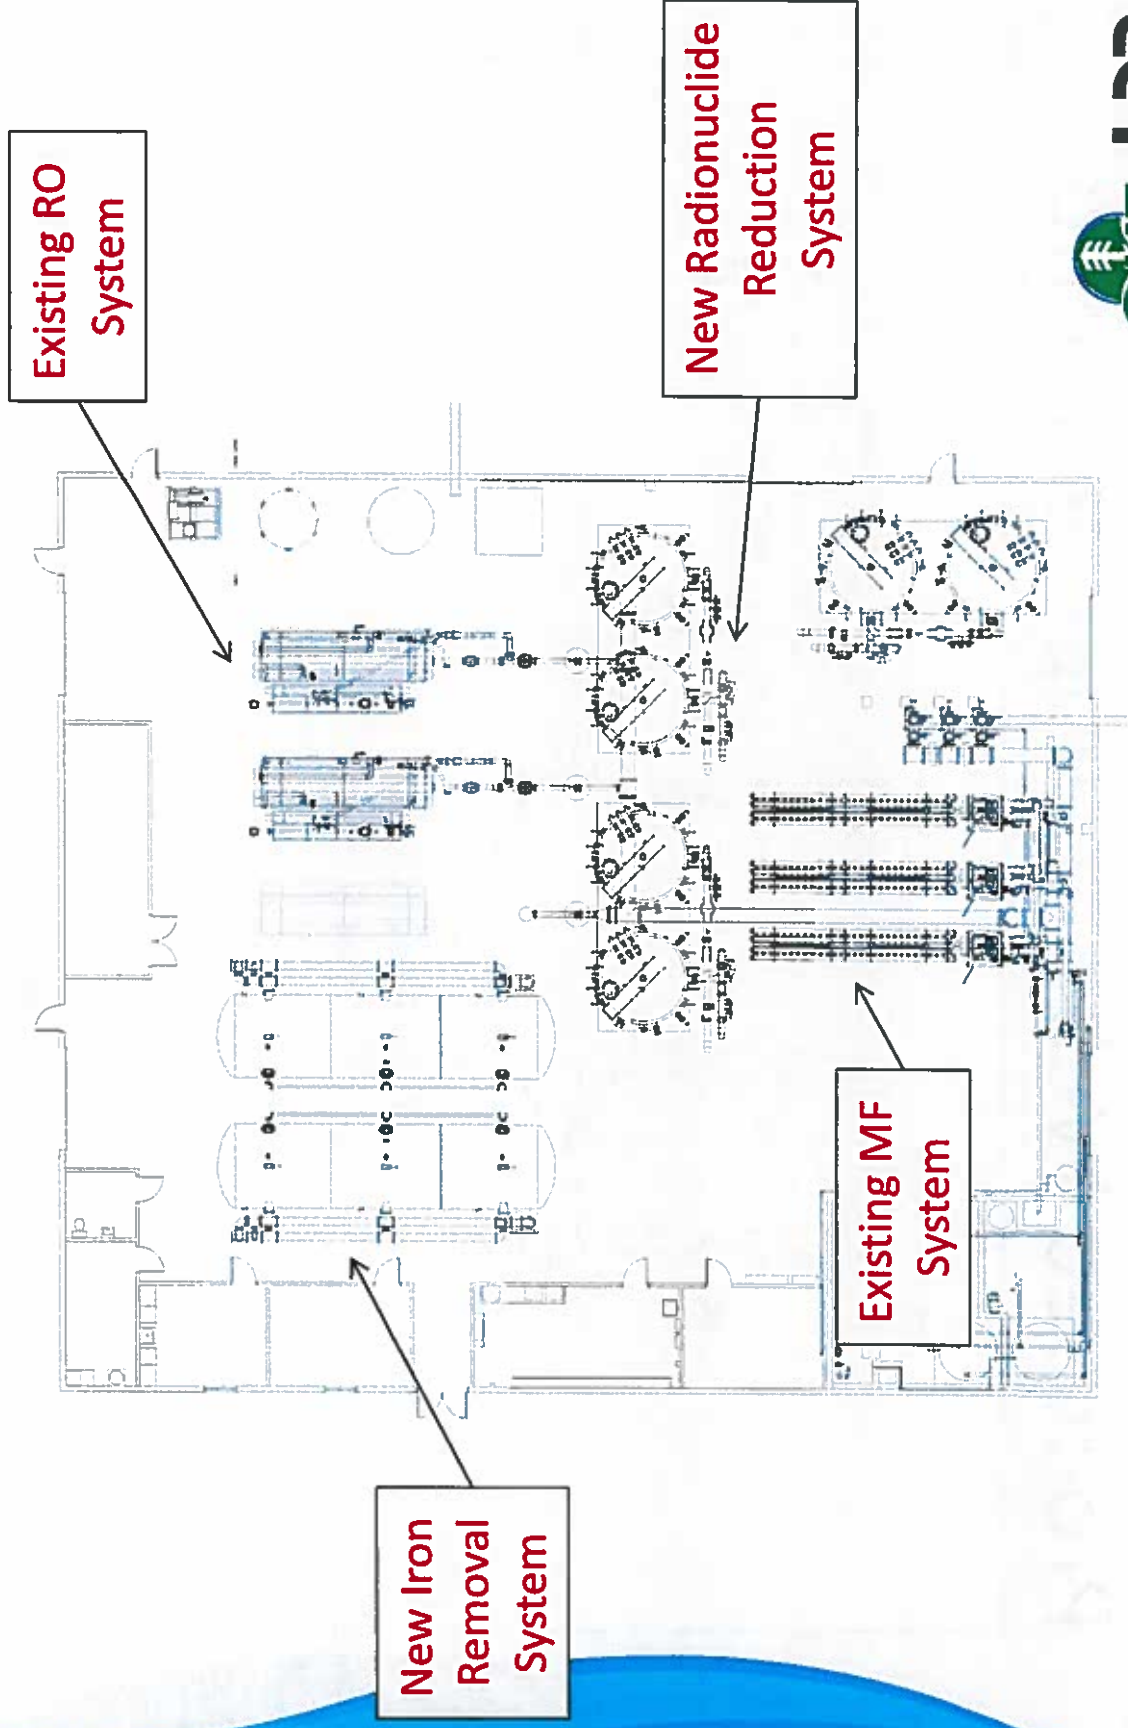 Existing RO
System
New Radionuclide
Reduction
System
New Iron
Removal
System
Existing MF
System